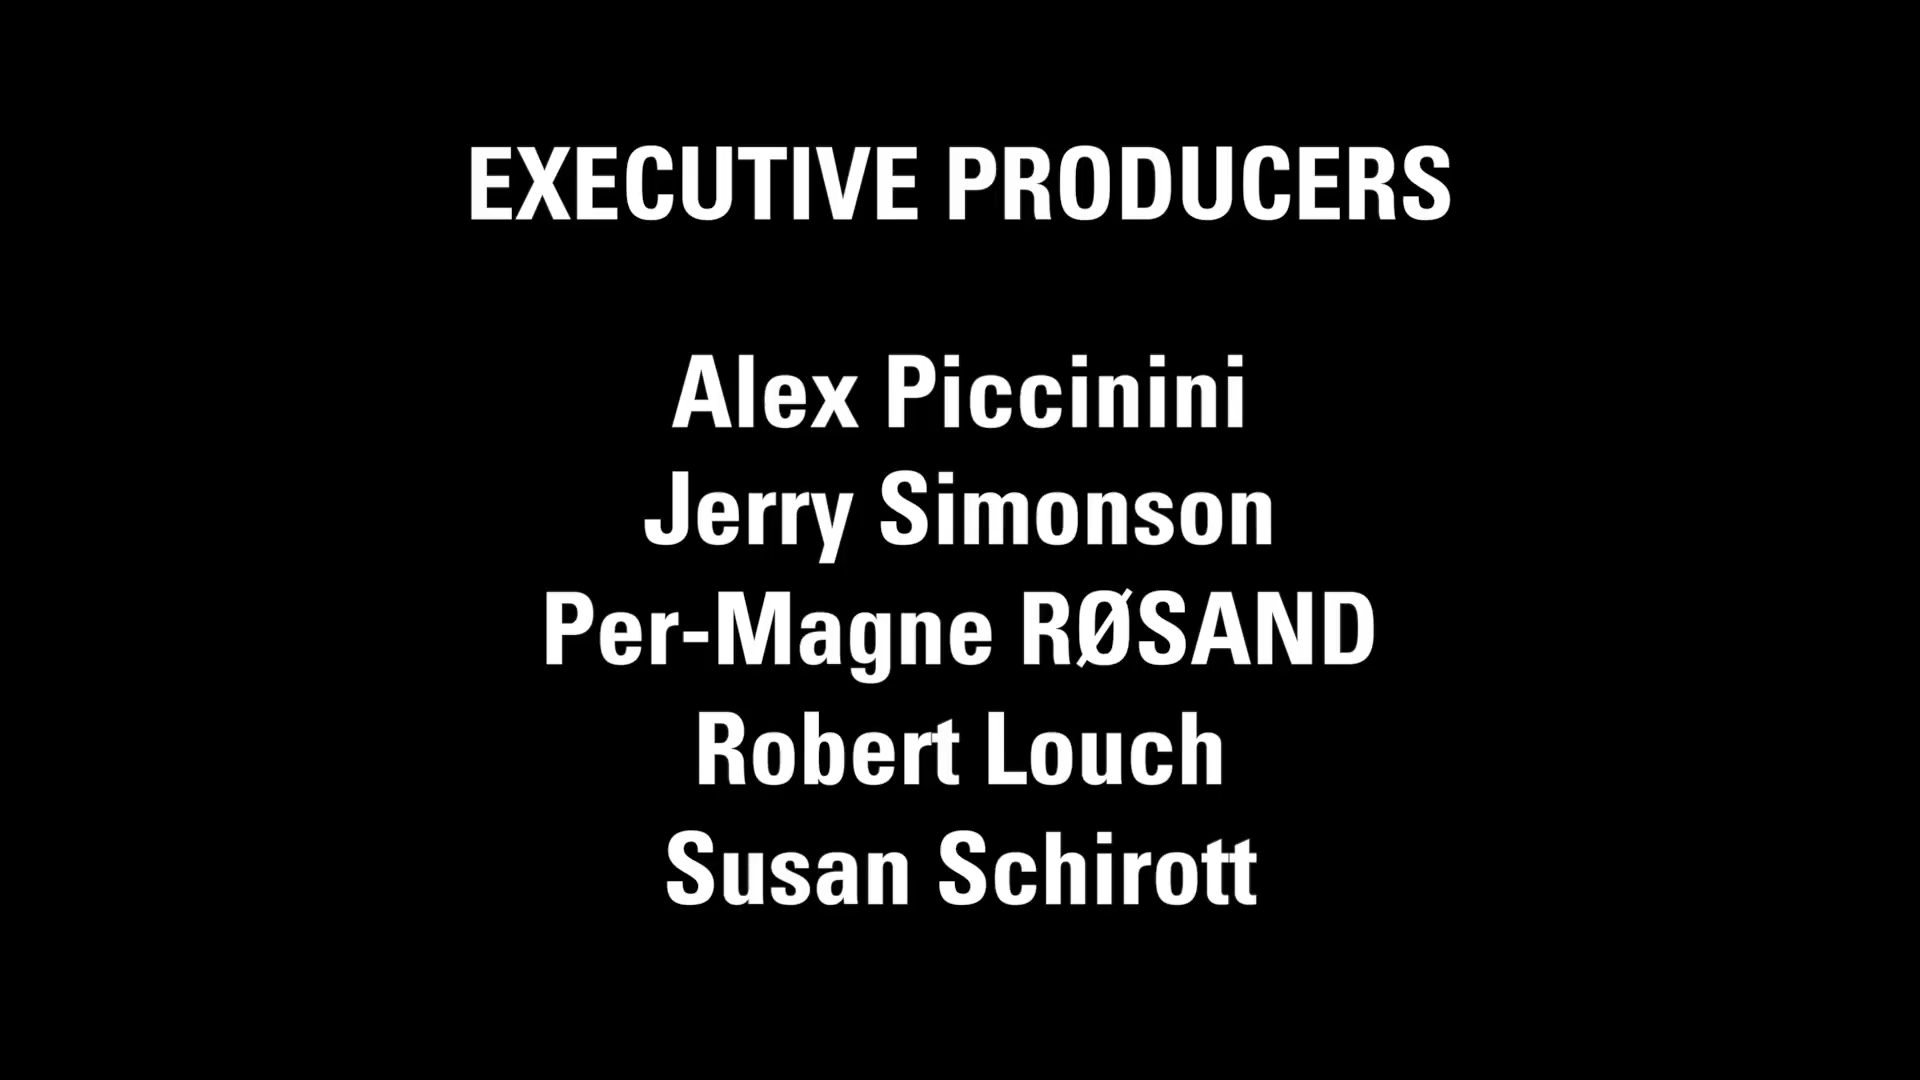 EXECUTIVE PRODUCERS
Alex Piccinini
Jerry Simonson
Per-Magne RØSAND
Robert Louch
Susan Schirott